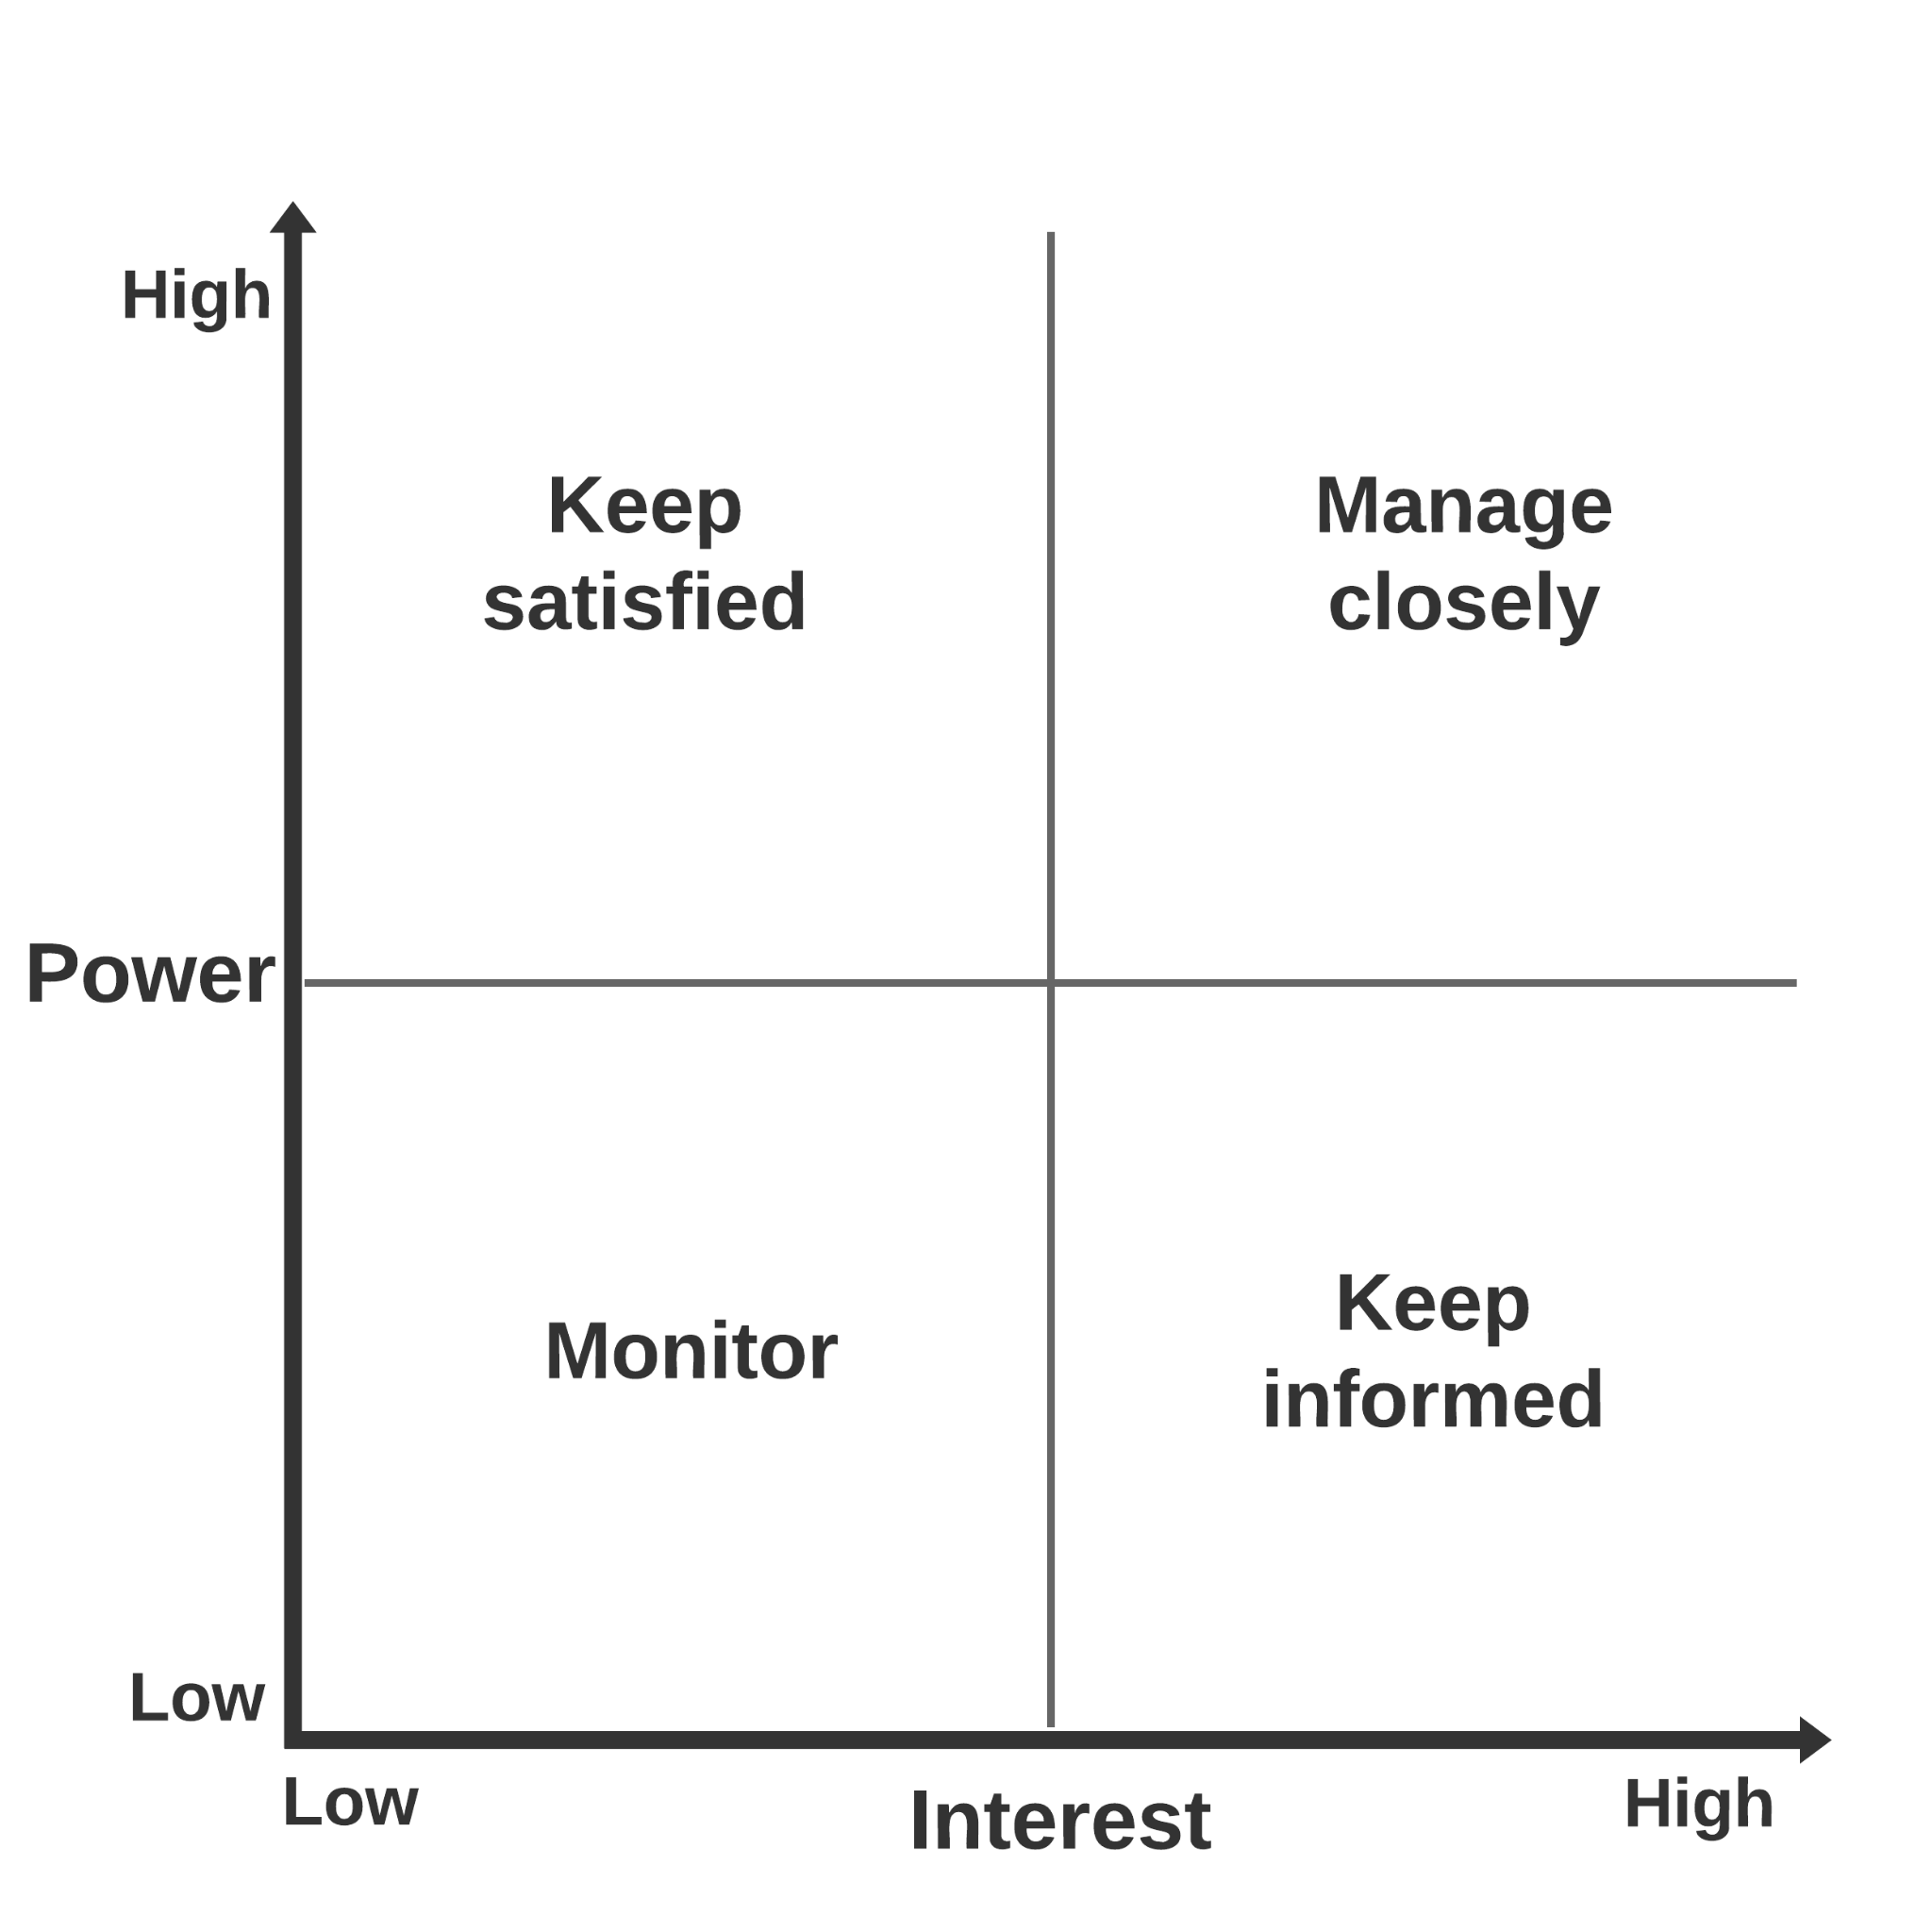 High
Keep
satisfied
Manage
closely
Power
Monitor
Keep
informed
Low
Low
Interest
High